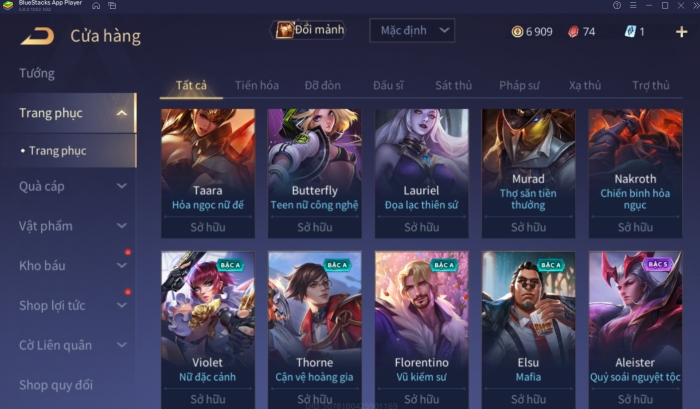 BlueStacks App Player
Cửa hàng
Đổi mảnh
Mặc định
6 909
74
1
Tướng
Trang phục
• Trang phục
Quà cáp
Vật phẩm
Kho báu
Shop lợi tức
Cờ Liên quân
Shop quy đổi
Tất cả
Tiến hóa
Đỡ đòn
Đấu sĩ
Sát thủ
Pháp sư
Xạ thủ
Trợ thủ
Taara
Hỏa ngọc nữ đế
Sở hữu
Butterfly
Teen nữ công nghệ
Sở hữu
Lauriel
Đọa lạc thiên sứ
Sở hữu
Murad
Thợ săn tiền
thưởng
Sở hữu
Nakroth
Chiến binh hỏa
ngục
Sở hữu
BẬC A
Violet
Nữ đặc cảnh
Sở hữu
BẬC A
Thorne
Cận vệ hoàng gia
Sở hữu
BẬC A
Florentino
Vũ kiếm sư
Sở hữu
BẬC A
Elsu
Mafia
Sở hữu
BẬC S
Aleister
Quỷ soái nguyệt tộc
Sở hữu